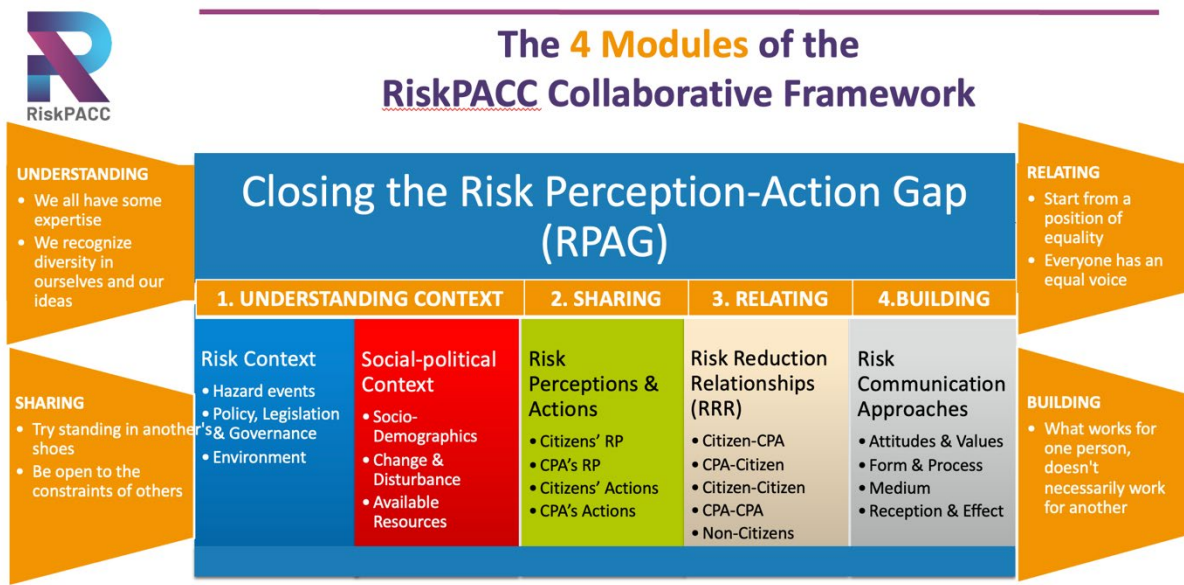 RiskPACC
The 4 Modules of the
RiskPACC Collaborative Framework
UNDERSTANDING
• We all have some
expertise
• We recognize
diversity in
ourselves and our
ideas
SHARING
• Try standing in another's
shoes
• Be open to the
constraints of others
Closing the Risk Perception-Action Gap
(RPAG)
1. UNDERSTANDING CONTEXT
2. SHARING
3. RELATING
4.BUILDING
Risk Context
• Hazard events
• Policy, Legislation
& Governance
• Environment
Social-political
Context
• Socio-
Demographics
• Change &
Disturbance
• Available
Resources
Risk
Perceptions &
Actions
• Citizens' RP
• CPA's RP
• Citizens' Actions
• CPA's Actions
Risk Reduction
Relationships
(RRR)
• Citizen-CPA
• CPA-Citizen
• Citizen-Citizen
• CPA-CPA
• Non-Citizens
Risk
Communication
Approaches
• Attitudes & Values
• Form & Process
• Medium
• Reception & Effect
RELATING
• Start from a
position of
equality
• Everyone has an
equal voice
BUILDING
• What works for
one person,
doesn't
necessarily work
for another